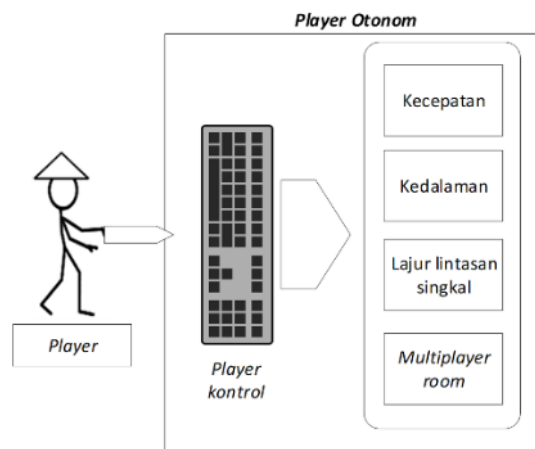 Player Otonom
Kecepatan
Kedalaman
Lajur lintasan
singkal
Multiplayer
room
Player
kontrol
Player